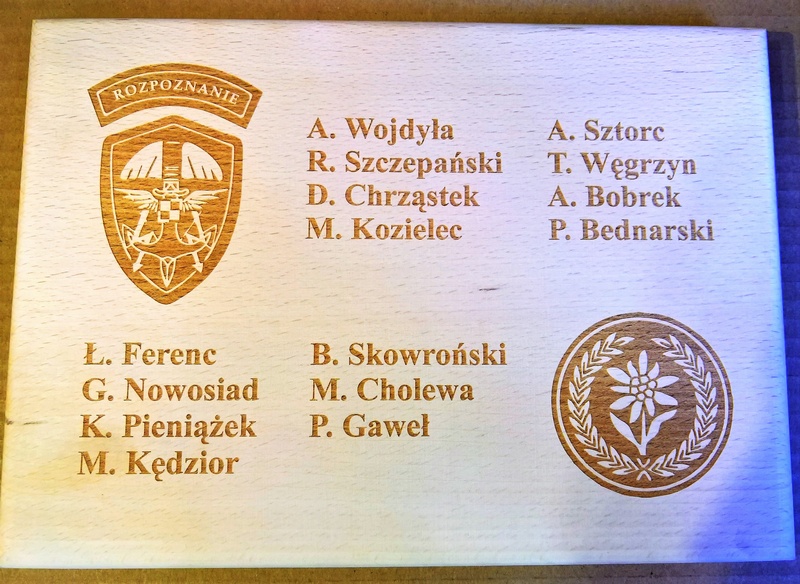 ROZPOZNANIE
A. Wojdyła
R. Szczepański
D. Chrząstek
M. Kozielec
A. Sztorc
T. Węgrzyn
A. Bobrek
P. Bednarski
Ł. Ferenc
G. Nowosiad
K. Pieniążek
M. Kędzior
B. Skowroński
M. Cholewa
P. Gaweł